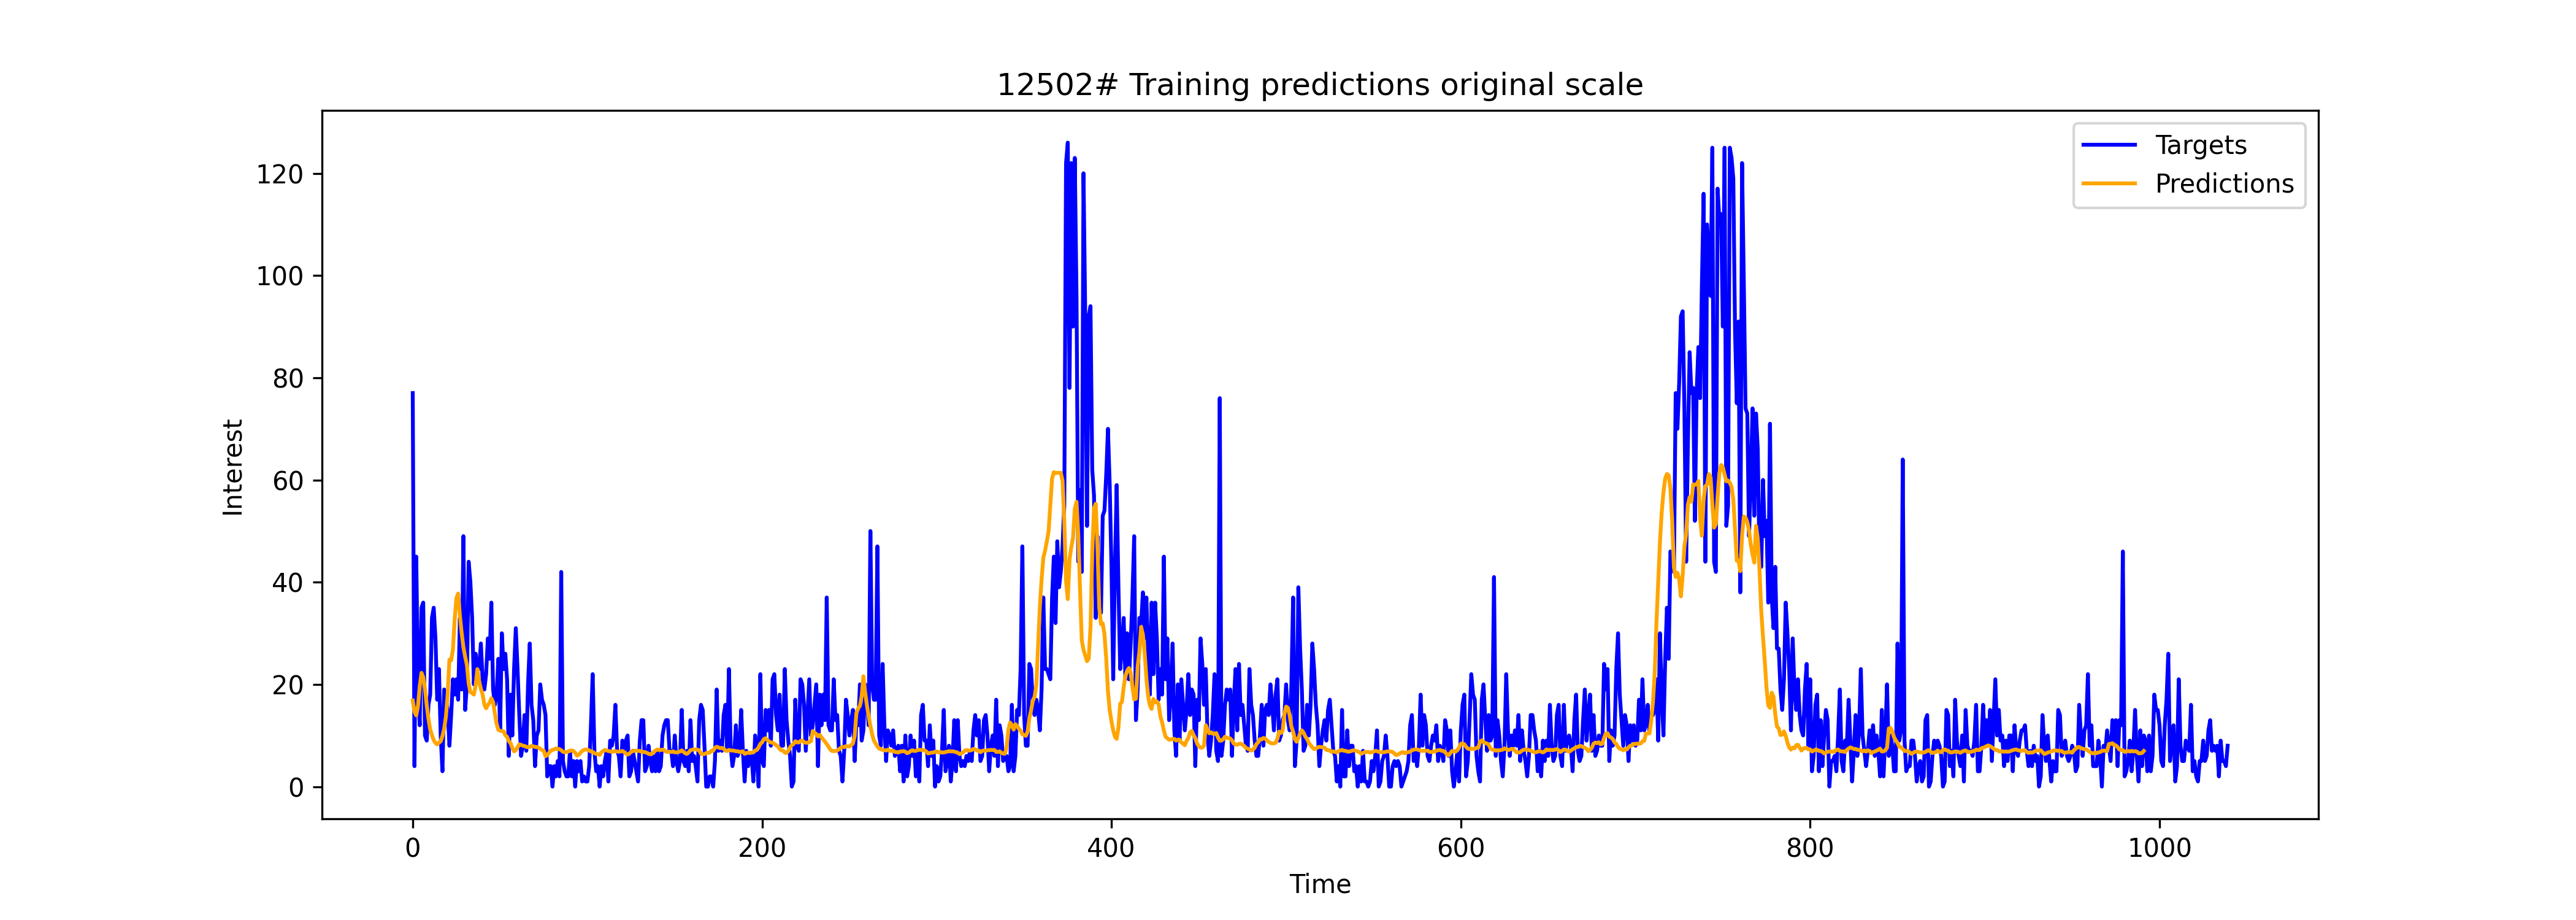 12502# Training predictions original scale
Targets
Predictions
120
100
80
60
40
20
0
Interest
0 200 400 600 800 1000
Time